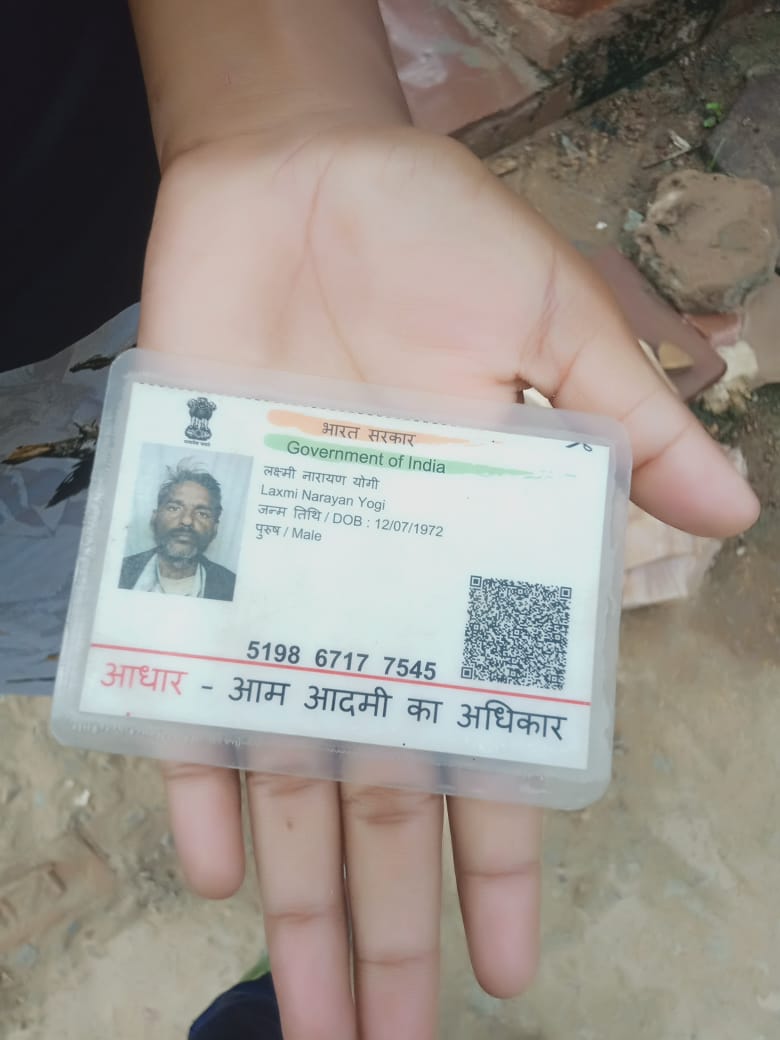 भारत सरकार
Government of India
लक्ष्मी नारायण योगी
Laxmi Narayan Yogi
जन्म तिथि / DOB : 12/07/1972
पुरुष / Male
5198 6717 7545
आधार - आम आदमी का अधिकार